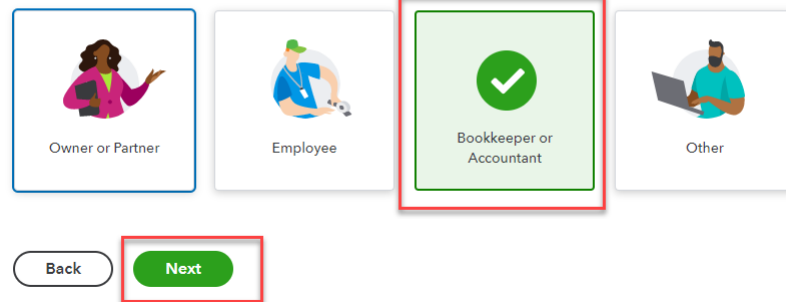 Owner or Partner
Employee
Bookkeeper or
Accountant
Other
Back
Next